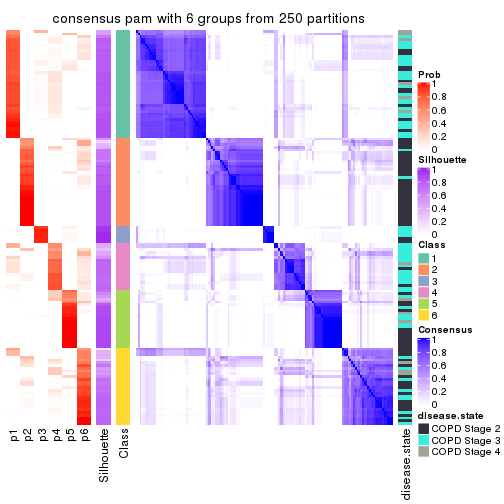 consensus pam with 6 groups from 250 partitions
Prob
1
0.8
0.6
0.4
0.2
0
Silhouette
1
0.8
0.6
0.4
0.2
0
Class
1
2
3
4
5
6
Consensus
1
0.8
0.6
0.4
0.2
0
disease.state
COPD Stage 2
COPD Stage 3
COPD Stage 4
p1
p2
p3
p4
p5
p6
Silhouette
Class
disease.state